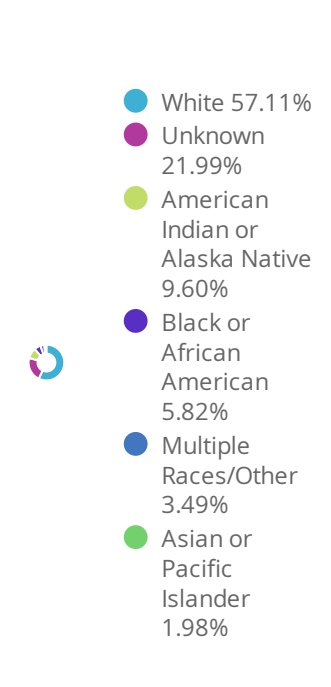 White 57.11%
Unknown
21.99%
American
Indian or
Alaska Native
9.60%
Black or
African
American
5.82%
Multiple
Races/Other
3.49%
Asian or
Pacific
Islander
1.98%